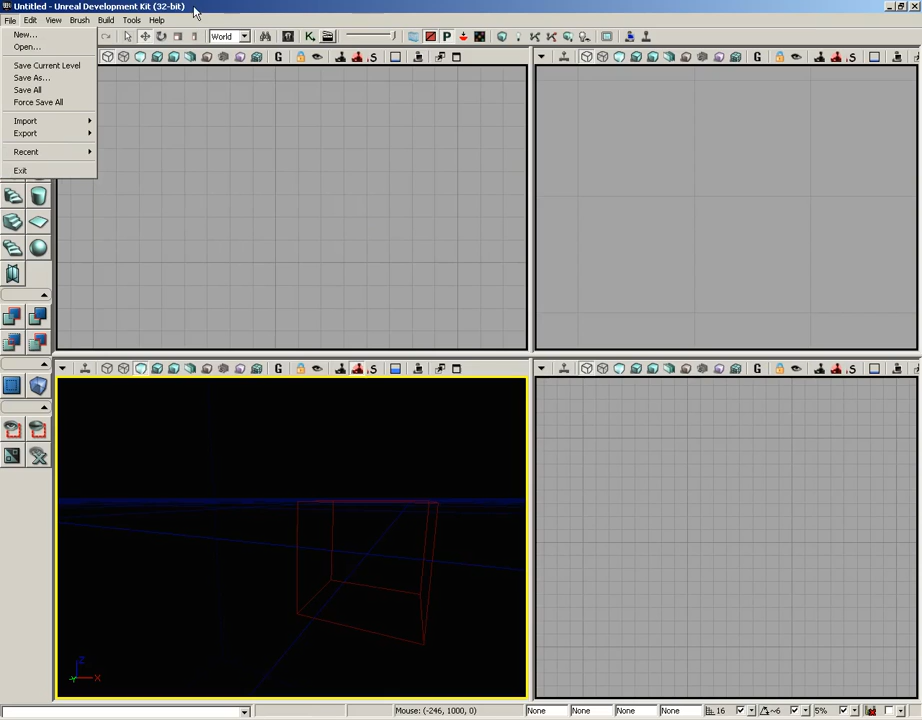 Untitled - Unreal Development Kit (32-bit)
File Edit View Brush Build Tools Help
New...
Open...
Save Current Level
Save As...
Save All
Force Save All
Import
Export
Recent
Exit
World
K
P
S
G S
G S
G S
G S
Z
Y X
Mouse: (-246, 1000, 0) None None None None 16 ~6 5%